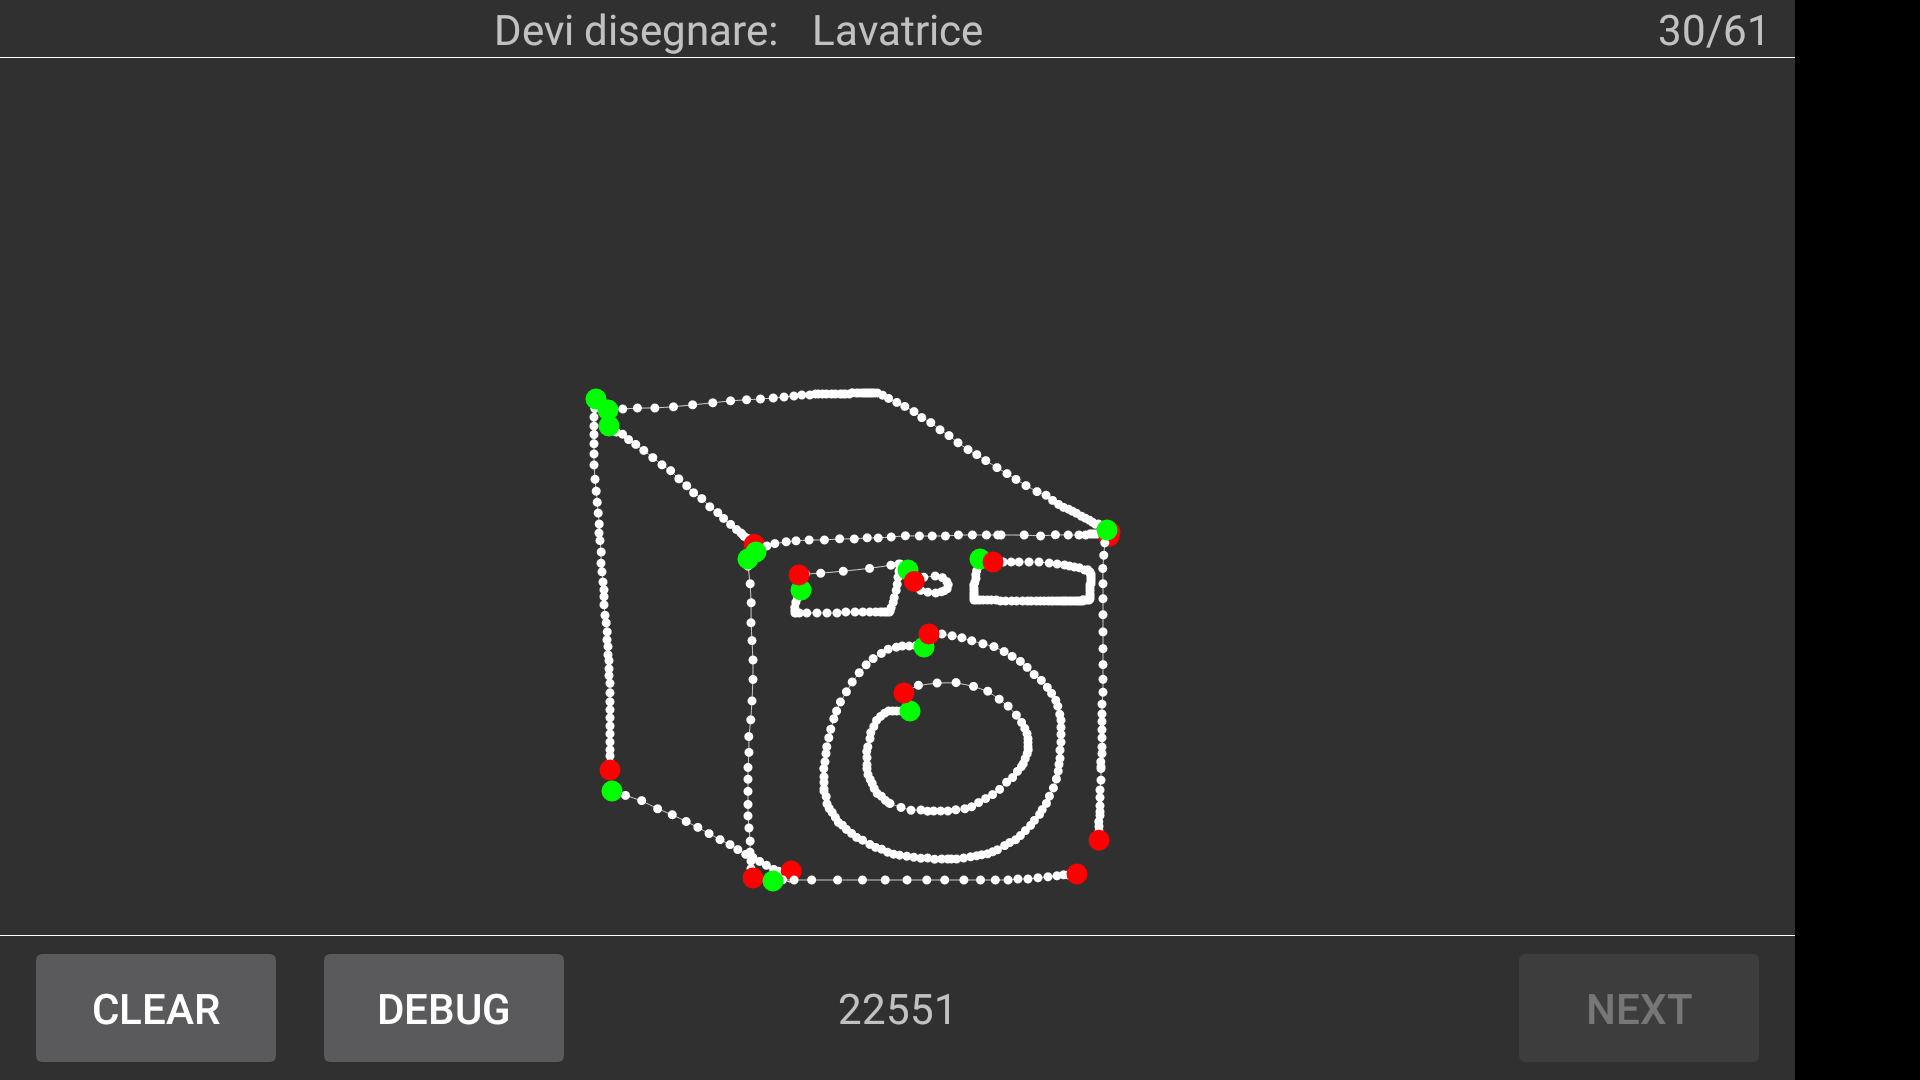 Devi disegnare: Lavatrice
30/61
CLEAR
DEBUG
22551
NEXT